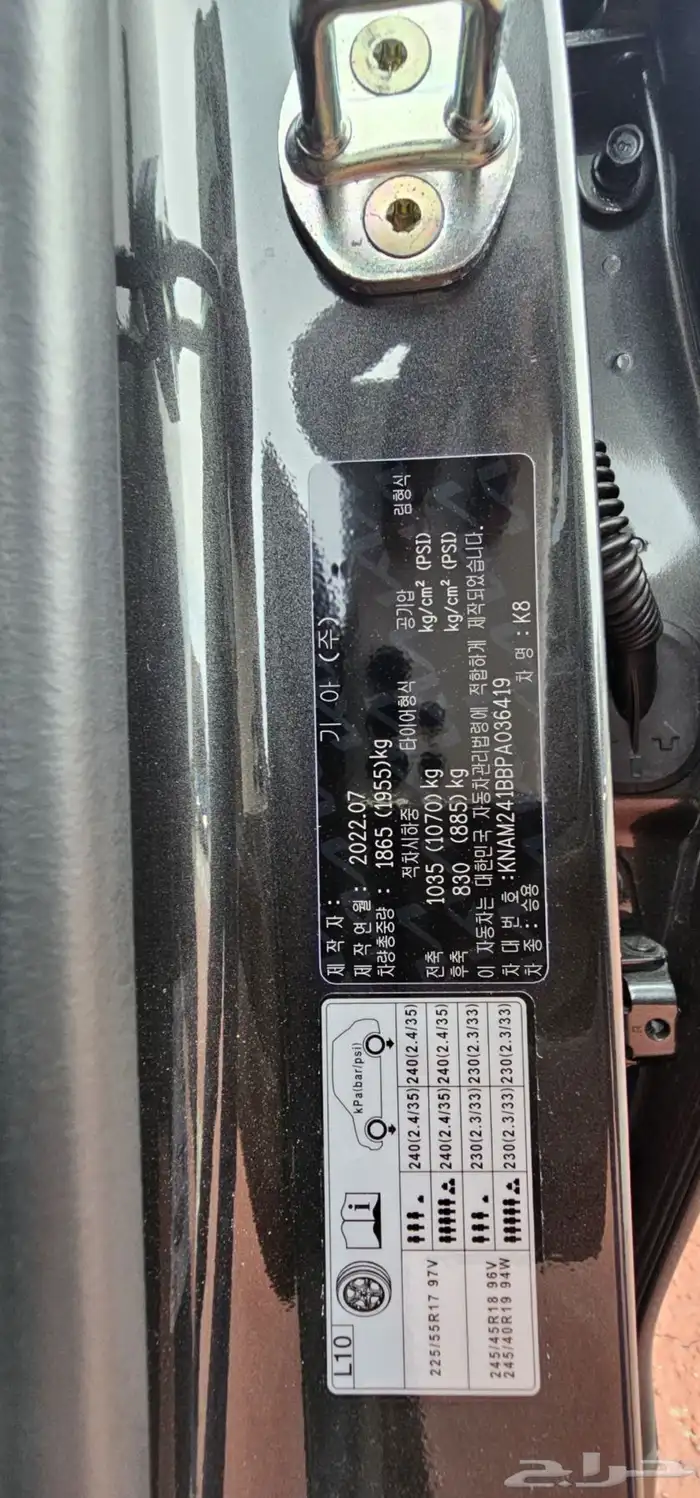 제 작 자 : 기 아 (주)
제 작 연 월 : 2022.07
차량총중량 : 1865 (1955)kg
적차시하중 타이어형식 공기압 림형식
전축 1035 (1070) kg kg/cm² (PSI)
후축 830 (885) kg kg/cm² (PSI)
이 자동차는 대한민국 자동차관리법령에 적합하게 제작되었습니다.
차 대 번 호 :KNAM241BBPA036419
차종 : 승용 차 명 : K8
L10 kPa(bar/psi)
225/55R17 97V 240(2.4/35) 240(2.4/35)
240(2.4/35) 240(2.4/35)
245/45R18 96V 230(2.3/33) 230(2.3/33)
245/40R19 94W 230(2.3/33) 230(2.3/33)
حراج